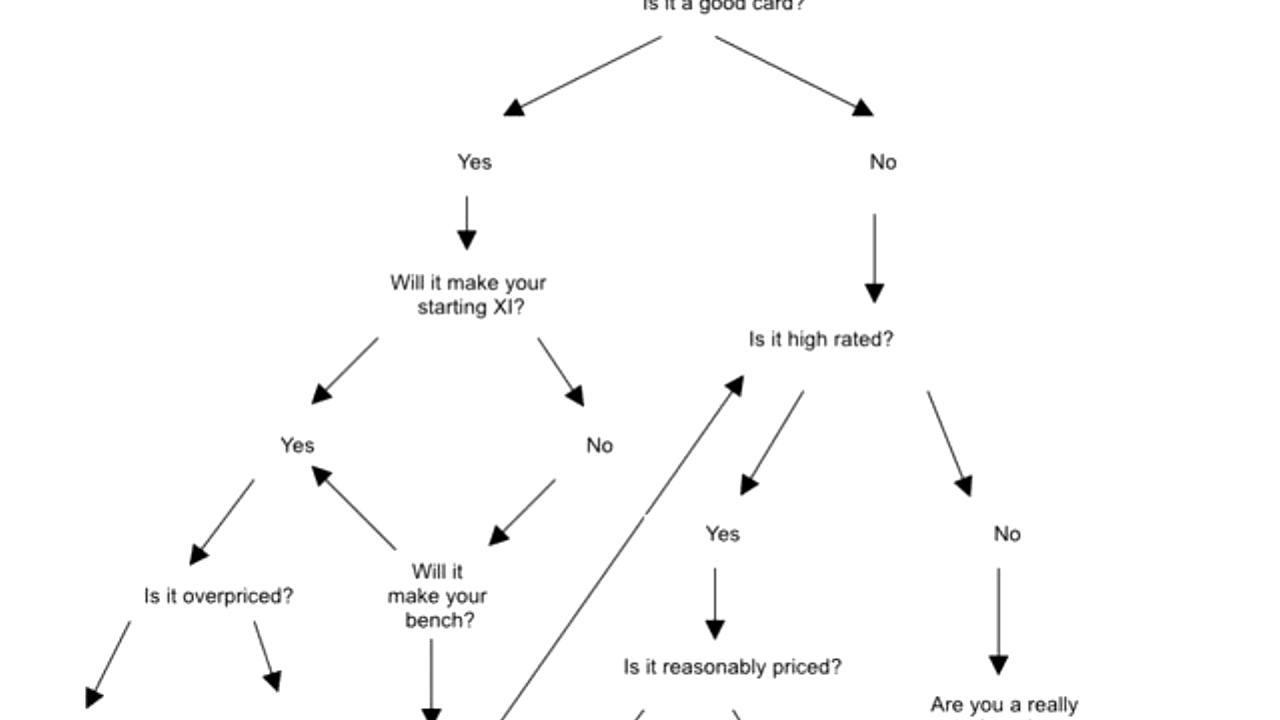 Is it a good card?
Yes
No
Will it make your
starting XI?
Is it high rated?
Yes
No
Yes
No
Will it
make your
bench?
Is it overpriced?
Is it reasonably priced?
Are you a really